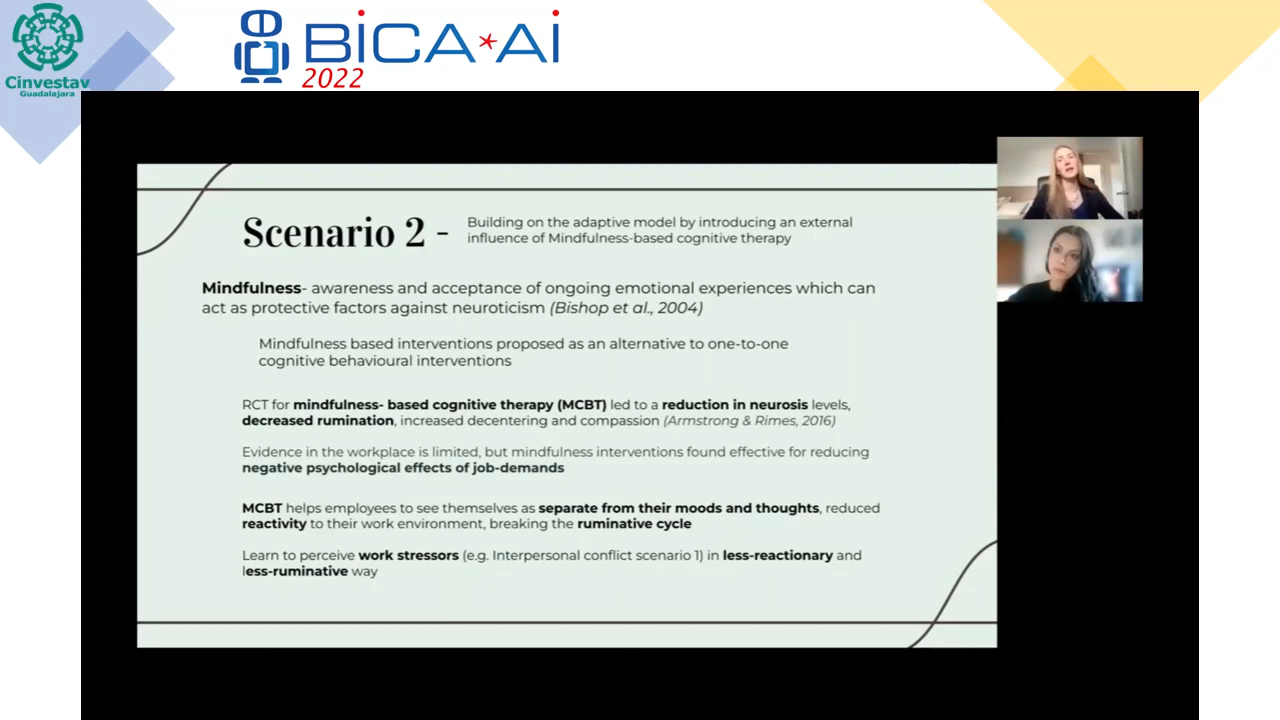 Cinvestav
Guadalajara
BiCA*Ai
2022
Scenario 2 -
Building on the adaptive model by introducing an external
influence of Mindfulness-based cognitive therapy
Mindfulness- awareness and acceptance of ongoing emotional experiences which can
act as protective factors against neuroticism (Bishop et al., 2004)
Mindfulness based interventions proposed as an alternative to one-to-one
cognitive behavioural interventions
RCT for mindfulness- based cognitive therapy (MCBT) led to a reduction in neurosis levels,
decreased rumination, increased decentering and compassion (Armstrong & Rimes, 2016)
Evidence in the workplace is limited, but mindfulness interventions found effective for reducing
negative psychological effects of job-demands
MCBT helps employees to see themselves as separate from their moods and thoughts, reduced
reactivity to their work environment, breaking the ruminative cycle
Learn to perceive work stressors (e.g. Interpersonal conflict scenario 1) in less-reactionary and
less-ruminative way